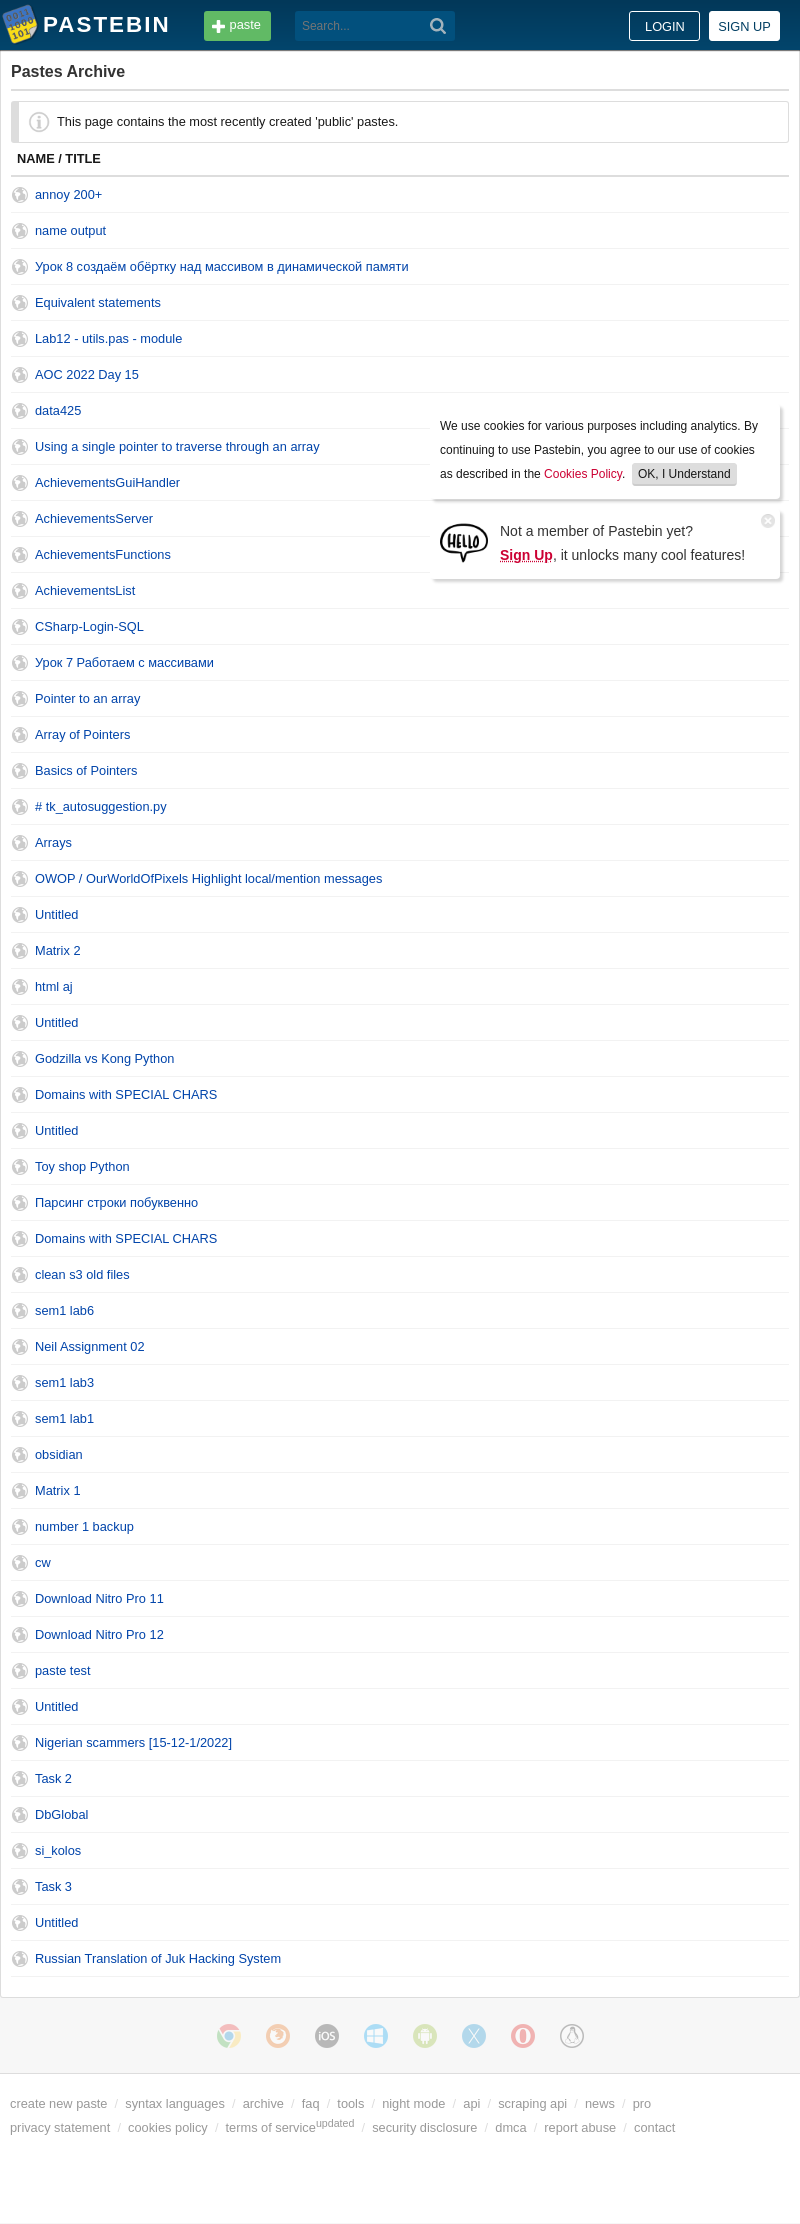 PASTEBIN
paste
Search...
LOGIN
SIGN UP
Pastes Archive
This page contains the most recently created 'public' pastes.
NAME / TITLE
annoy 200+
name output
Урок 8 создаём обёртку над массивом в динамической памяти
Equivalent statements
Lab12 - utils.pas - module
AOC 2022 Day 15
data425
Using a single pointer to traverse through an array
AchievementsGuiHandler
AchievementsServer
AchievementsFunctions
AchievementsList
We use cookies for various purposes including analytics. By
continuing to use Pastebin, you agree to our use of cookies
as described in the Cookies Policy. OK, I Understand
HELLO
Not a member of Pastebin yet?
Sign Up, it unlocks many cool features!
CSharp-Login-SQL
Урок 7 Работаем с массивами
Pointer to an array
Array of Pointers
Basics of Pointers
# tk_autosuggestion.py
Arrays
OWOP / OurWorldOfPixels Highlight local/mention messages
Untitled
Matrix 2
html aj
Untitled
Godzilla vs Kong Python
Domains with SPECIAL CHARS
Untitled
Toy shop Python
Парсинг строки побуквенно
Domains with SPECIAL CHARS
clean s3 old files
sem1 lab6
Neil Assignment 02
sem1 lab3
sem1 lab1
obsidian
Matrix 1
number 1 backup
cw
Download Nitro Pro 11
Download Nitro Pro 12
paste test
Untitled
Nigerian scammers [15-12-1/2022]
Task 2
DbGlobal
si_kolos
Task 3
Untitled
Russian Translation of Juk Hacking System
iOS
create new paste / syntax languages / archive / faq / tools / night mode / api / scraping api / news / pro
privacy statement / cookies policy / terms of service updated / security disclosure / dmca / report abuse / contact